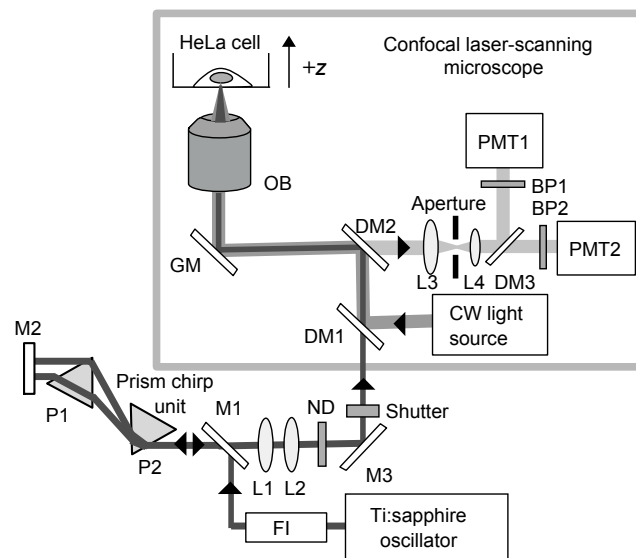 HeLa cell
+z
Confocal laser-scanning
microscope
PMT1
OB
BP1
Aperture
BP2
DM2
PMT2
GM
L3
L4
DM3
CW light
source
DM1
M2
P1
Prism chirp
unit
M1
ND
Shutter
P2
L1
L2
M3
FI
Ti:sapphire
oscillator